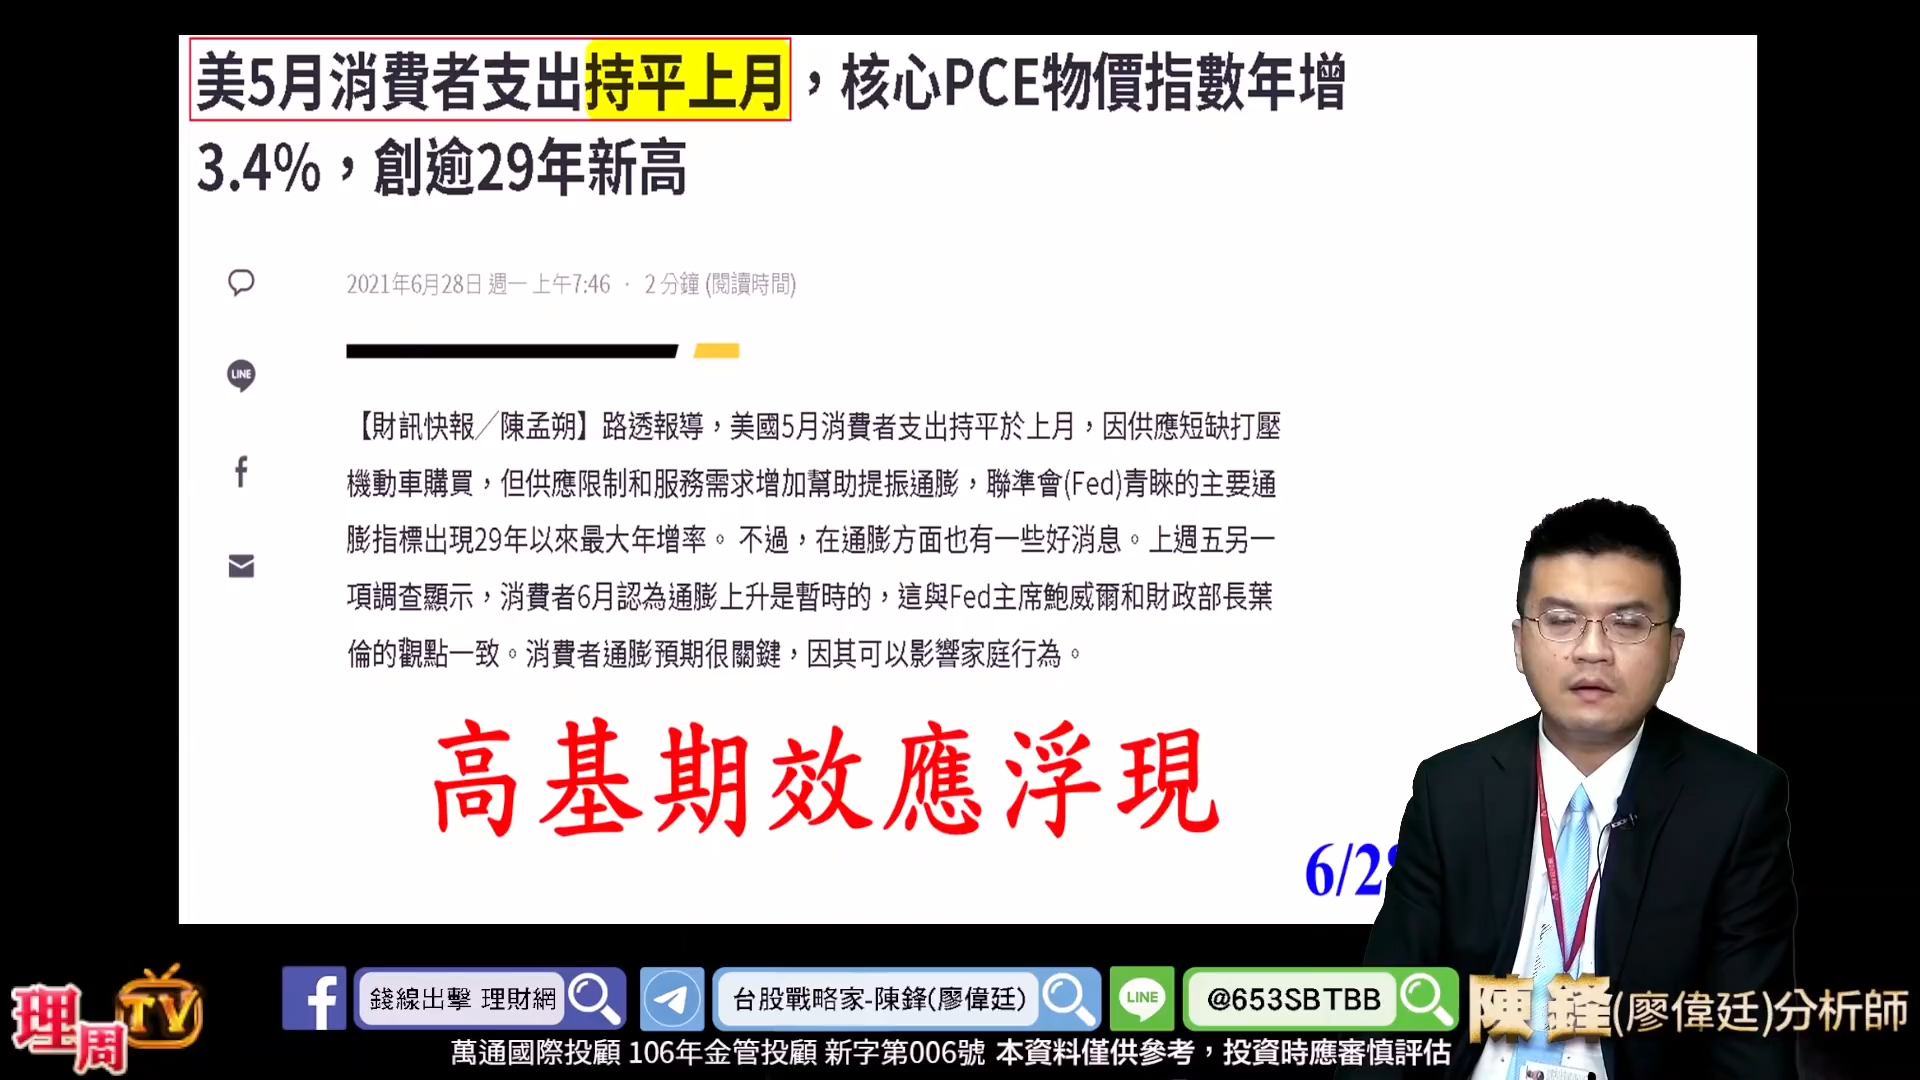 美5月消費者支出持平上月，核心PCE物價指數年增
3.4%，創逾29年新高
2021年6月28日 週一 上午7:46 · 2 分鐘 (閱讀時間)
LINE
【財訊快報／陳孟朔】路透報導，美國5月消費者支出持平於上月，因供應短缺打壓
機動車購買，但供應限制和服務需求增加幫助提振通膨，聯準會(Fed)青睞的主要通
膨指標出現29年以來最大年增率。 不過，在通膨方面也有一些好消息。上週五另一
項調查顯示，消費者6月認為通膨上升是暫時的，這與Fed主席鮑威爾和財政部長葉
倫的觀點一致。消費者通膨預期很關鍵，因其可以影響家庭行為。
高基期效應浮現
6/28
理周TV
錢線出擊 理財網
台股戰略家-陳鋒(廖偉廷)
LINE
@653SBTBB
陳鋒(廖偉廷)分析師
萬通國際投顧 106年金管投顧 新字第006號 本資料僅供參考，投資時應審慎評估